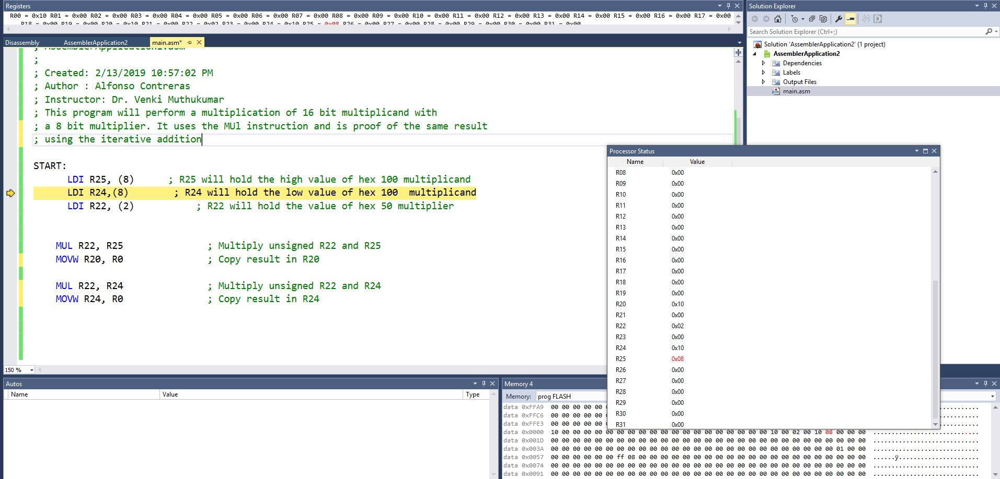 Registers
R00 = 0x10 R01 = 0x00 R02 = 0x00 R03 = 0x00 R04 = 0x00 R05 = 0x00 R06 = 0x00 R07 = 0x00 R08 = 0x00 R09 = 0x00 R10 = 0x00 R11 = 0x00 R12 = 0x00 R13 = 0x00 R14 = 0x00 R15 = 0x00 R16 = 0x00 R17 = 0x00
R18 = 0x00 R19 = 0x00 R20 = 0x10 R21 = 0x00 R22 = 0x02 R23 = 0x00 R24 = 0x10 R25 = 0x08 R26 = 0x00 R27 = 0x00 R28 = 0x00 R29 = 0x00 R30 = 0x00 R31 = 0x00
Disassembly AssemblerApplication2 main.asm*
; AssemblerApplication1.asm
;
; Created: 2/13/2019 10:57:02 PM
; Author : Alfonso Contreras
; Instructor: Dr. Venki Muthukumar
; This program will perform a multiplication of 16 bit multiplicand with
; a 8 bit multiplier. It uses the MUl instruction and is proof of the same result
; using the iterative addition
START:
LDI R25, (8) ; R25 will hold the high value of hex 100 multiplicand
LDI R24,(8) ; R24 will hold the low value of hex 100  multiplicand
LDI R22, (2) ; R22 will hold the value of hex 50 multiplier
MUL R22, R25 ; Multiply unsigned R22 and R25
MOVW R20, R0 ; Copy result in R20
MUL R22, R24 ; Multiply unsigned R22 and R24
MOVW R24, R0 ; Copy result in R24
150 %
Solution Explorer
Search Solution Explorer (Ctrl+;)
Solution 'AssemblerApplication2' (1 project)
AssemblerApplication2
Dependencies
Labels
Output Files
main.asm
Processor Status
Name Value
R08 0x00
R09 0x00
R10 0x00
R11 0x00
R12 0x00
R13 0x00
R14 0x00
R15 0x00
R16 0x00
R17 0x00
R18 0x00
R19 0x00
R20 0x10
R21 0x00
R22 0x02
R23 0x00
R24 0x10
R25 0x08
R26 0x00
R27 0x00
R28 0x00
R29 0x00
R30 0x00
R31 0x00
Autos
Name Value Type
Memory 4
Memory: prog FLASH
data 0xFFA9 00 00 00 00 00
data 0xFFC6 00 00 00 00 00
data 0xFFE3 00 00 00 00 00
data 0x0000 10 00 00 00 00 00 00 00 00 00 00 00 00 00 00 00 00 00 00 00 10 00 02 00 10 08 00 00 00 .............................
data 0x001D 00 00 00 00 00 00 00 00 00 00 00 00 00 00 00 00 00 00 00 00 00 00 00 00 00 00 00 00 00 .............................
data 0x003A 00 00 00 00 00 00 00 00 00 00 00 00 00 00 00 00 00 00 00 00 00 00 00 00 00 00 01 00 00 .............................
data 0x0057 00 00 00 00 00 00 ff 08 00 00 00 00 00 00 00 00 00 00 00 00 00 00 00 00 00 00 00 00 00 ......ÿ......................
data 0x0074 00 00 00 00 00 00 00 00 00 00 00 00 00 00 00 00 00 00 00 00 00 00 00 00 00 00 00 00 00 .............................
data 0x0091 00 00 00 00 00 00 00 00 00 00 00 00 00 00 00 00 00 00 00 00 00 00 00 00 00 00 00 00 00 .............................